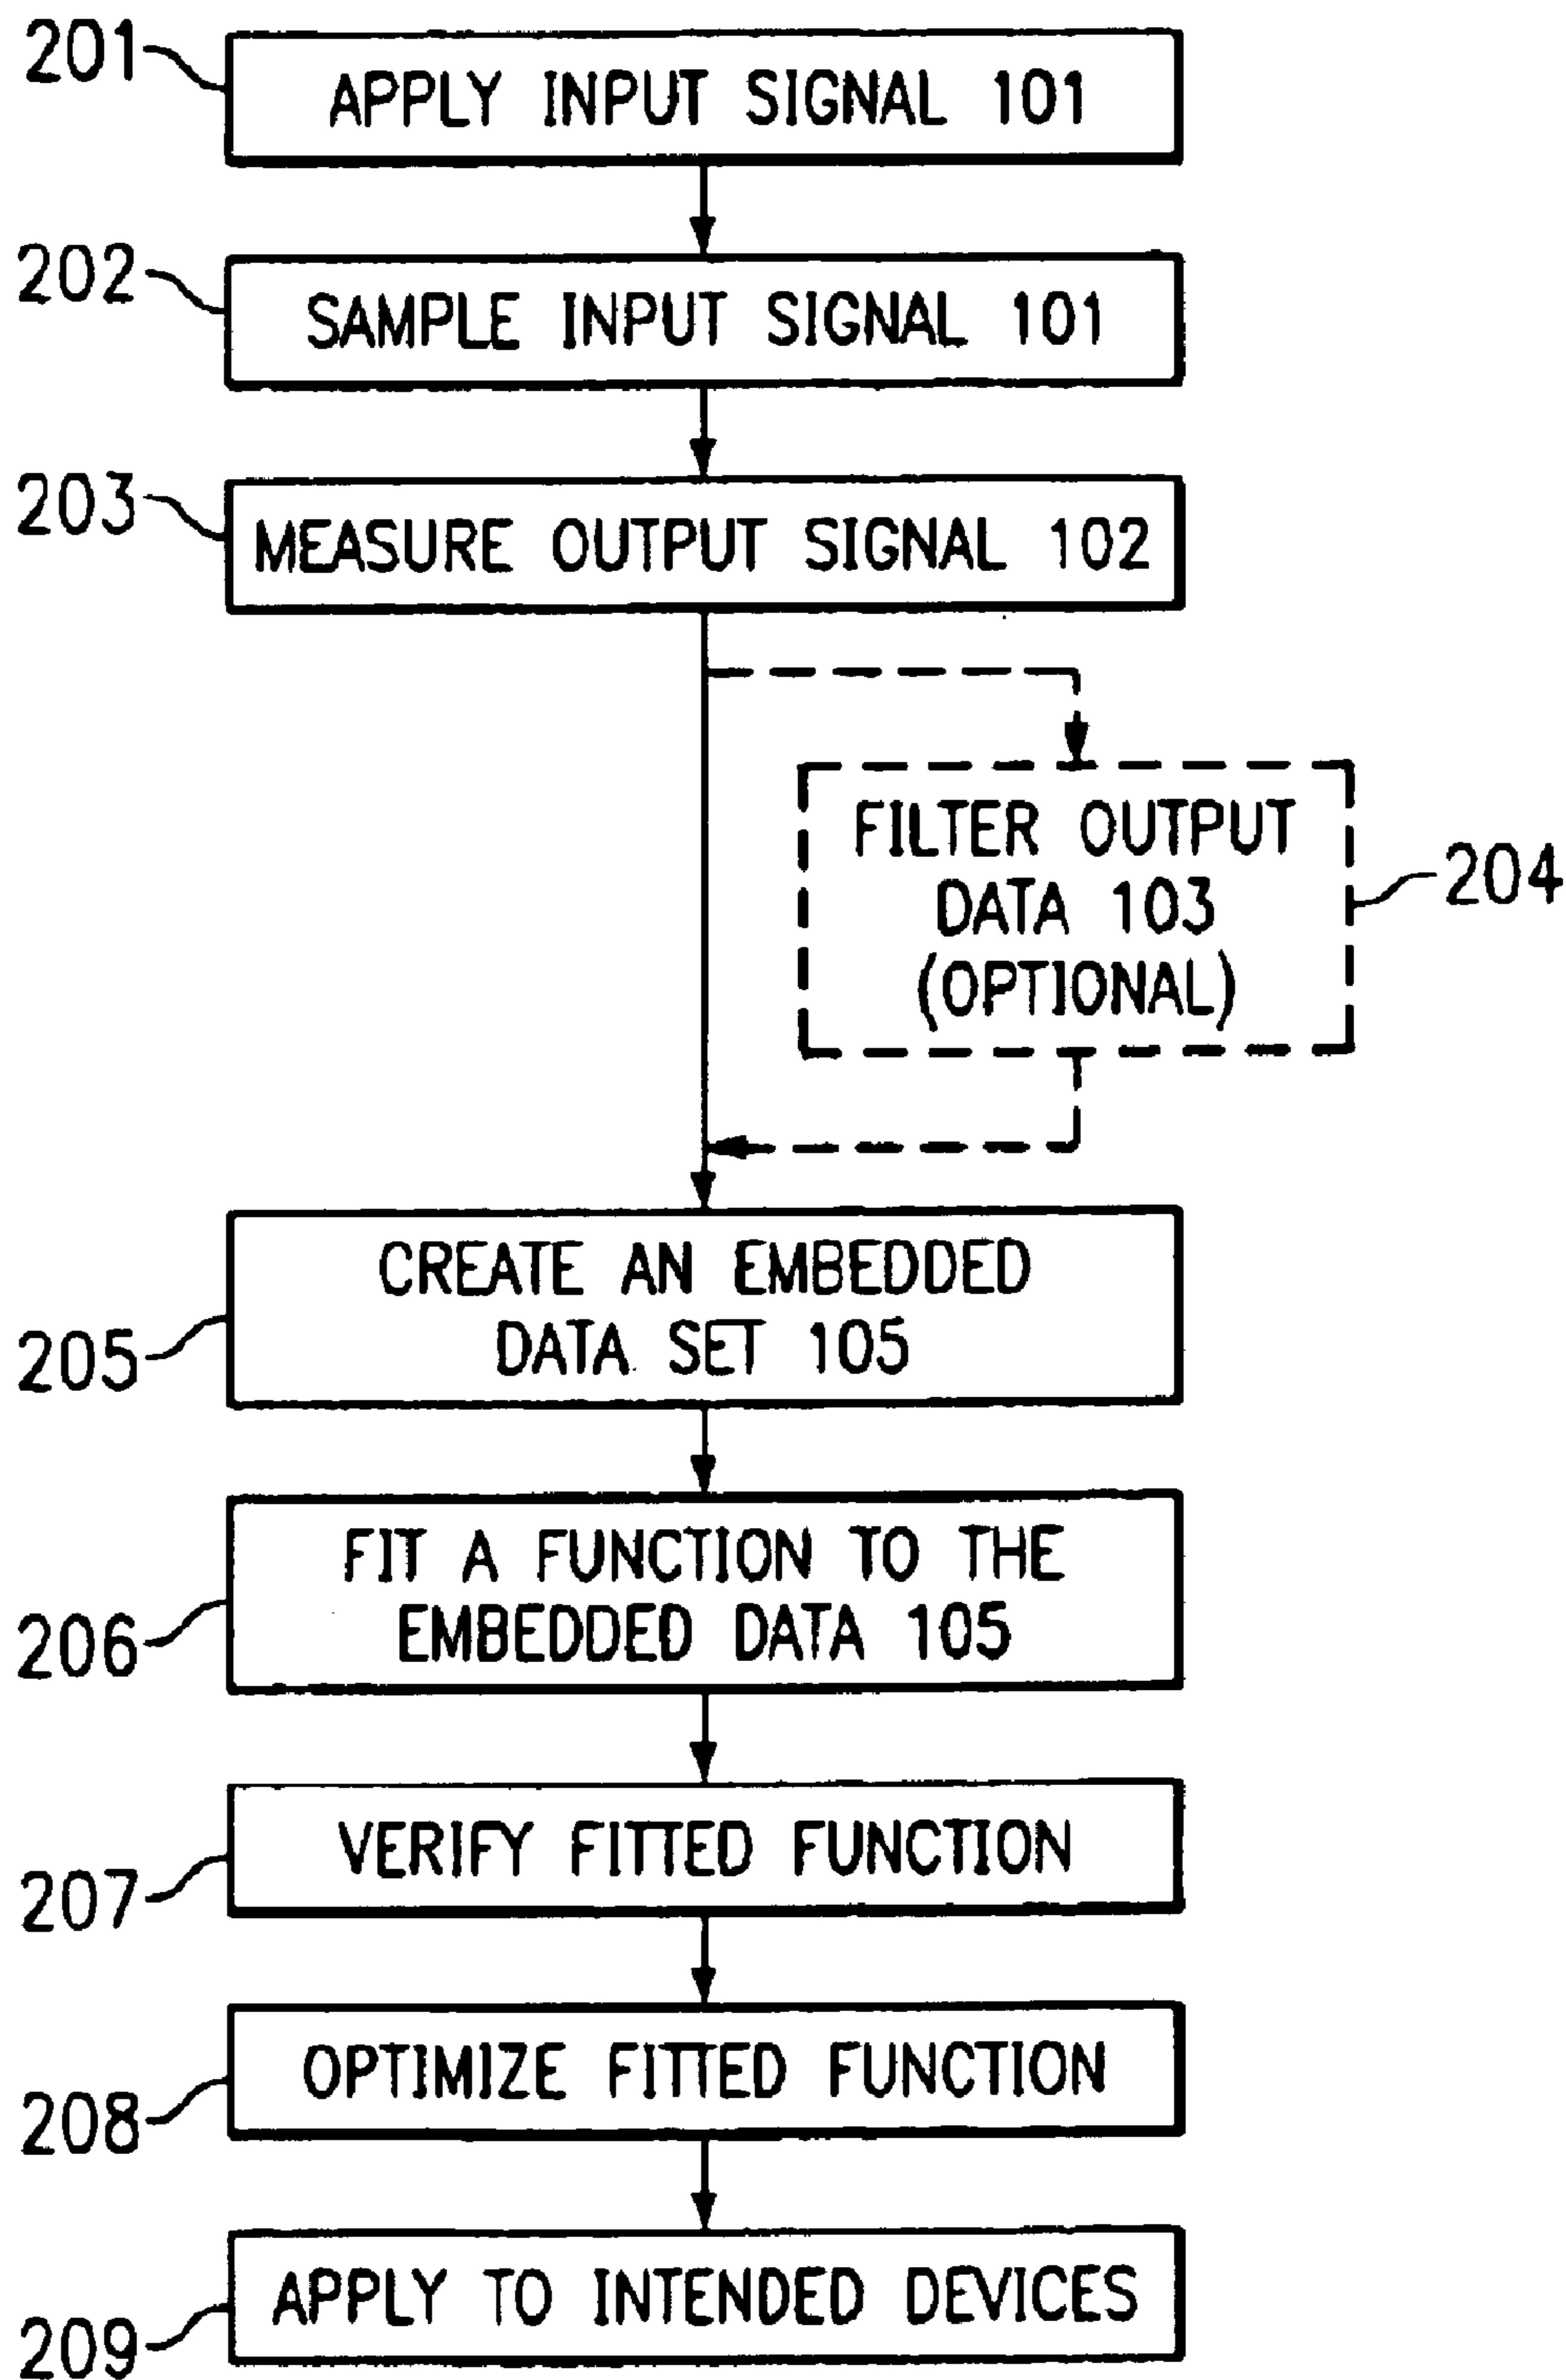 201
APPLY INPUT SIGNAL 101
202
SAMPLE INPUT SIGNAL 101
203
MEASURE OUTPUT SIGNAL 102
FILTER OUTPUT
DATA 103
(OPTIONAL)
204
CREATE AN EMBEDDED
DATA SET 105
205
FIT A FUNCTION TO THE
EMBEDDED DATA 105
206
VERIFY FITTED FUNCTION
207
OPTIMIZE FITTED FUNCTION
208
APPLY TO INTENDED DEVICES
209